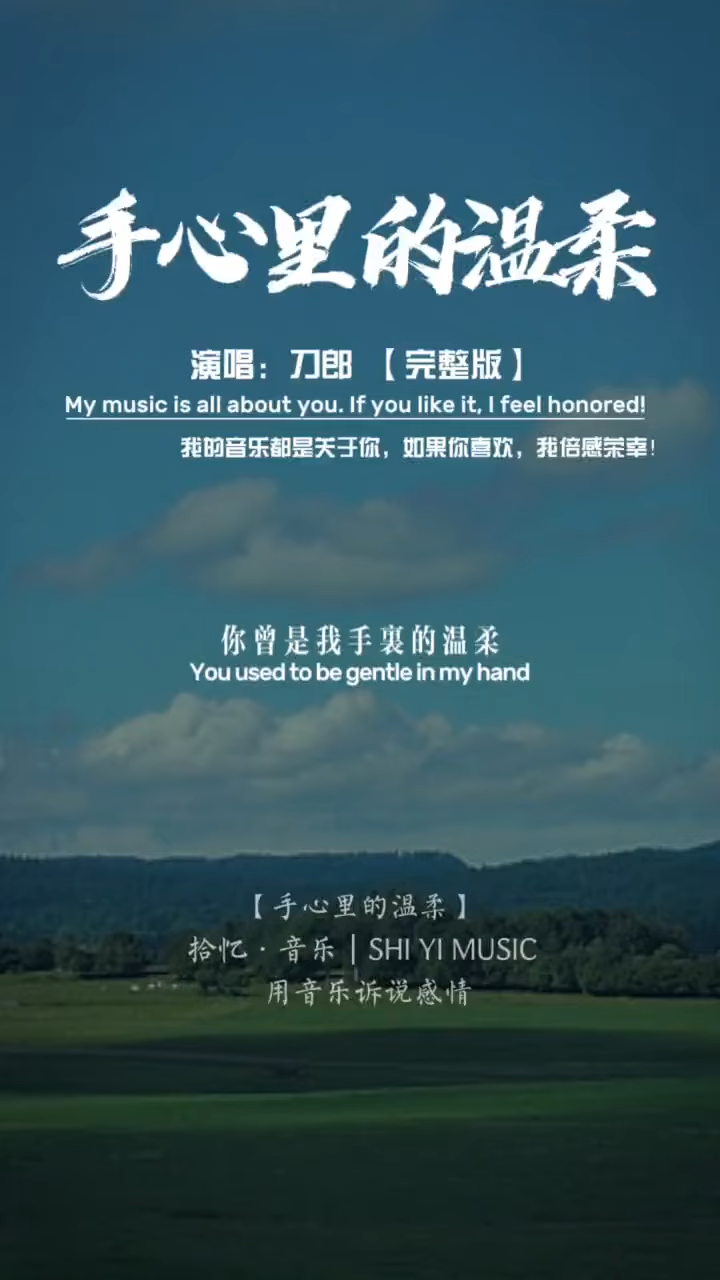 手心里的温柔
演唱：刀郎 【完整版】
My music is all about you. If you like it, I feel honored!
我的音乐都是关于你，如果你喜欢，我倍感荣幸！
你曾是我手裏的温柔
You used to be gentle in my hand
【手心里的温柔】
拾忆·音乐 | SHI YI MUSIC
用音乐诉说感情